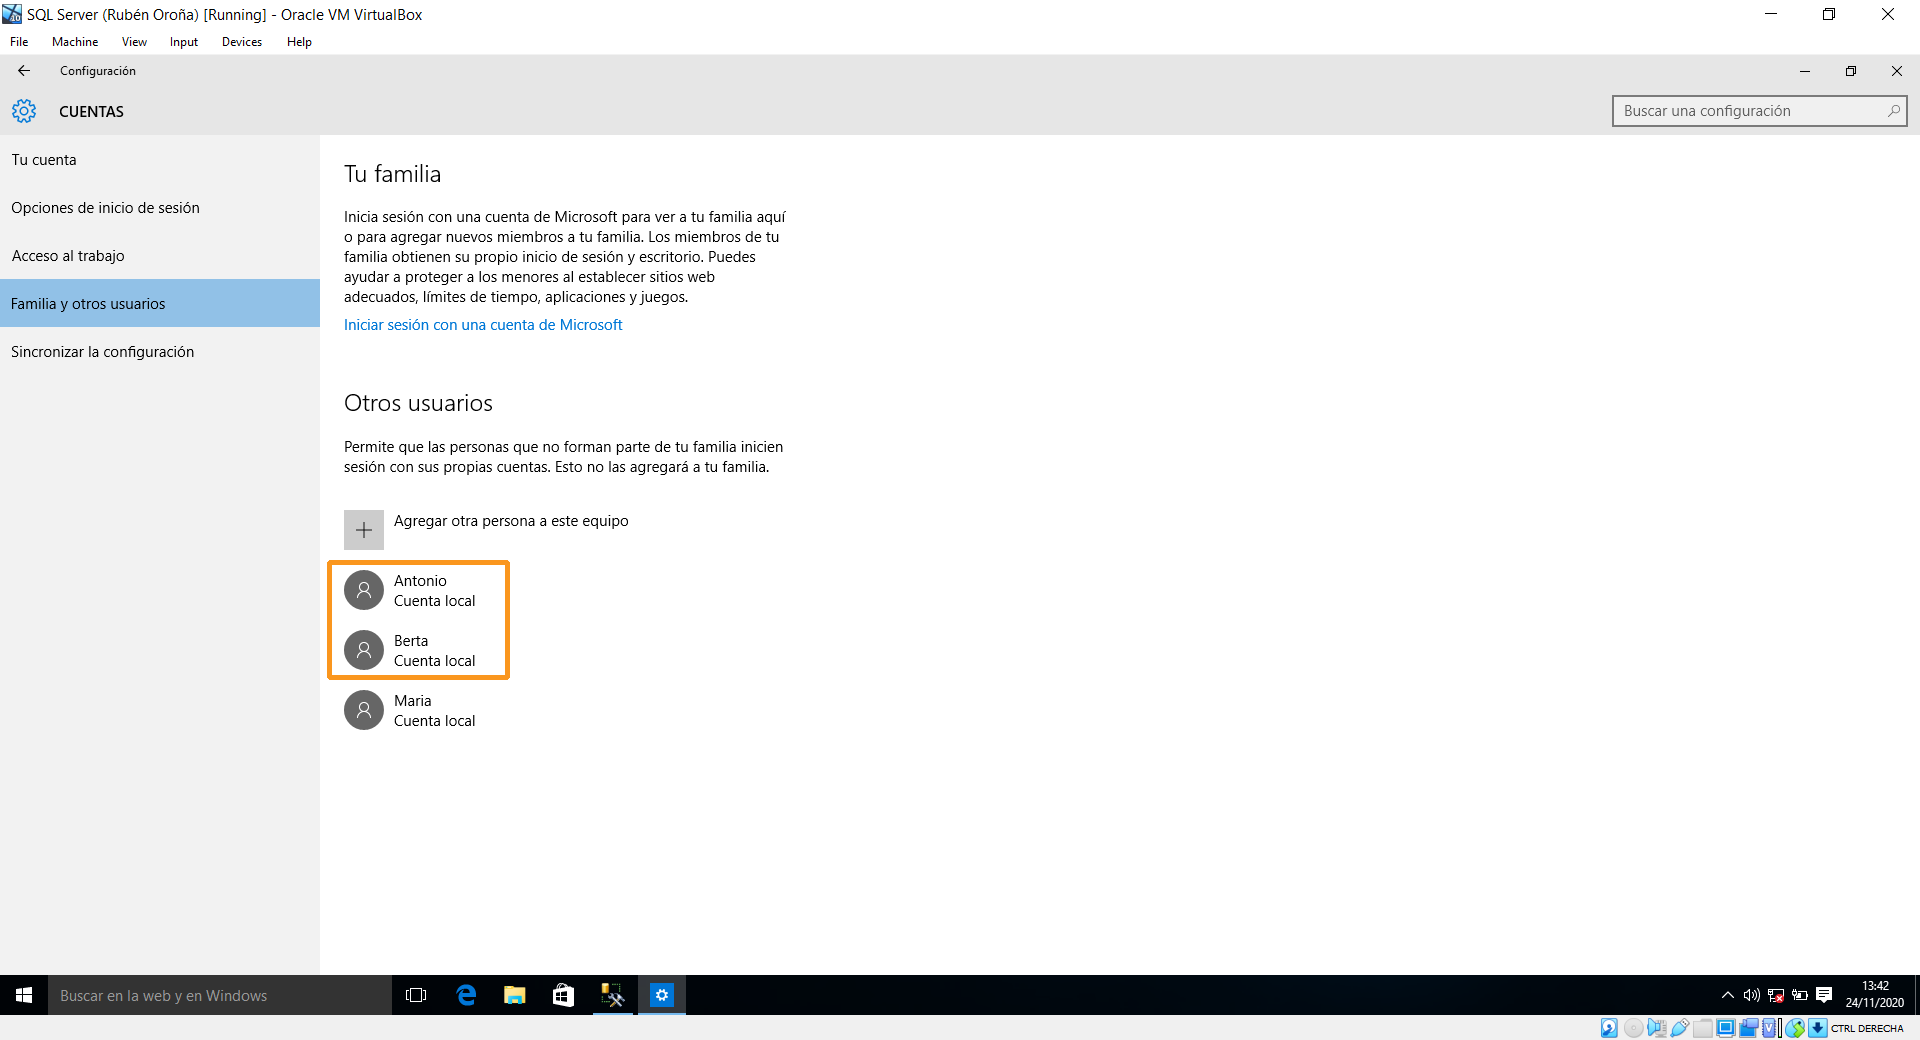 SQL Server (Rubén Oroña) [Running] - Oracle VM VirtualBox
File Machine View Input Devices Help
Configuración
CUENTAS
Buscar una configuración
Tu cuenta
Opciones de inicio de sesión
Acceso al trabajo
Familia y otros usuarios
Sincronizar la configuración
Tu familia
Inicia sesión con una cuenta de Microsoft para ver a tu familia aquí
o para agregar nuevos miembros a tu familia. Los miembros de tu
familia obtienen su propio inicio de sesión y escritorio. Puedes
ayudar a proteger a los menores al establecer sitios web
adecuados, límites de tiempo, aplicaciones y juegos.
Iniciar sesión con una cuenta de Microsoft
Otros usuarios
Permite que las personas que no forman parte de tu familia inicien
sesión con sus propias cuentas. Esto no las agregará a tu familia.
Agregar otra persona a este equipo
Antonio
Cuenta local
Berta
Cuenta local
Maria
Cuenta local
Buscar en la web y en Windows
13:42
24/11/2020
CTRL DERECHA